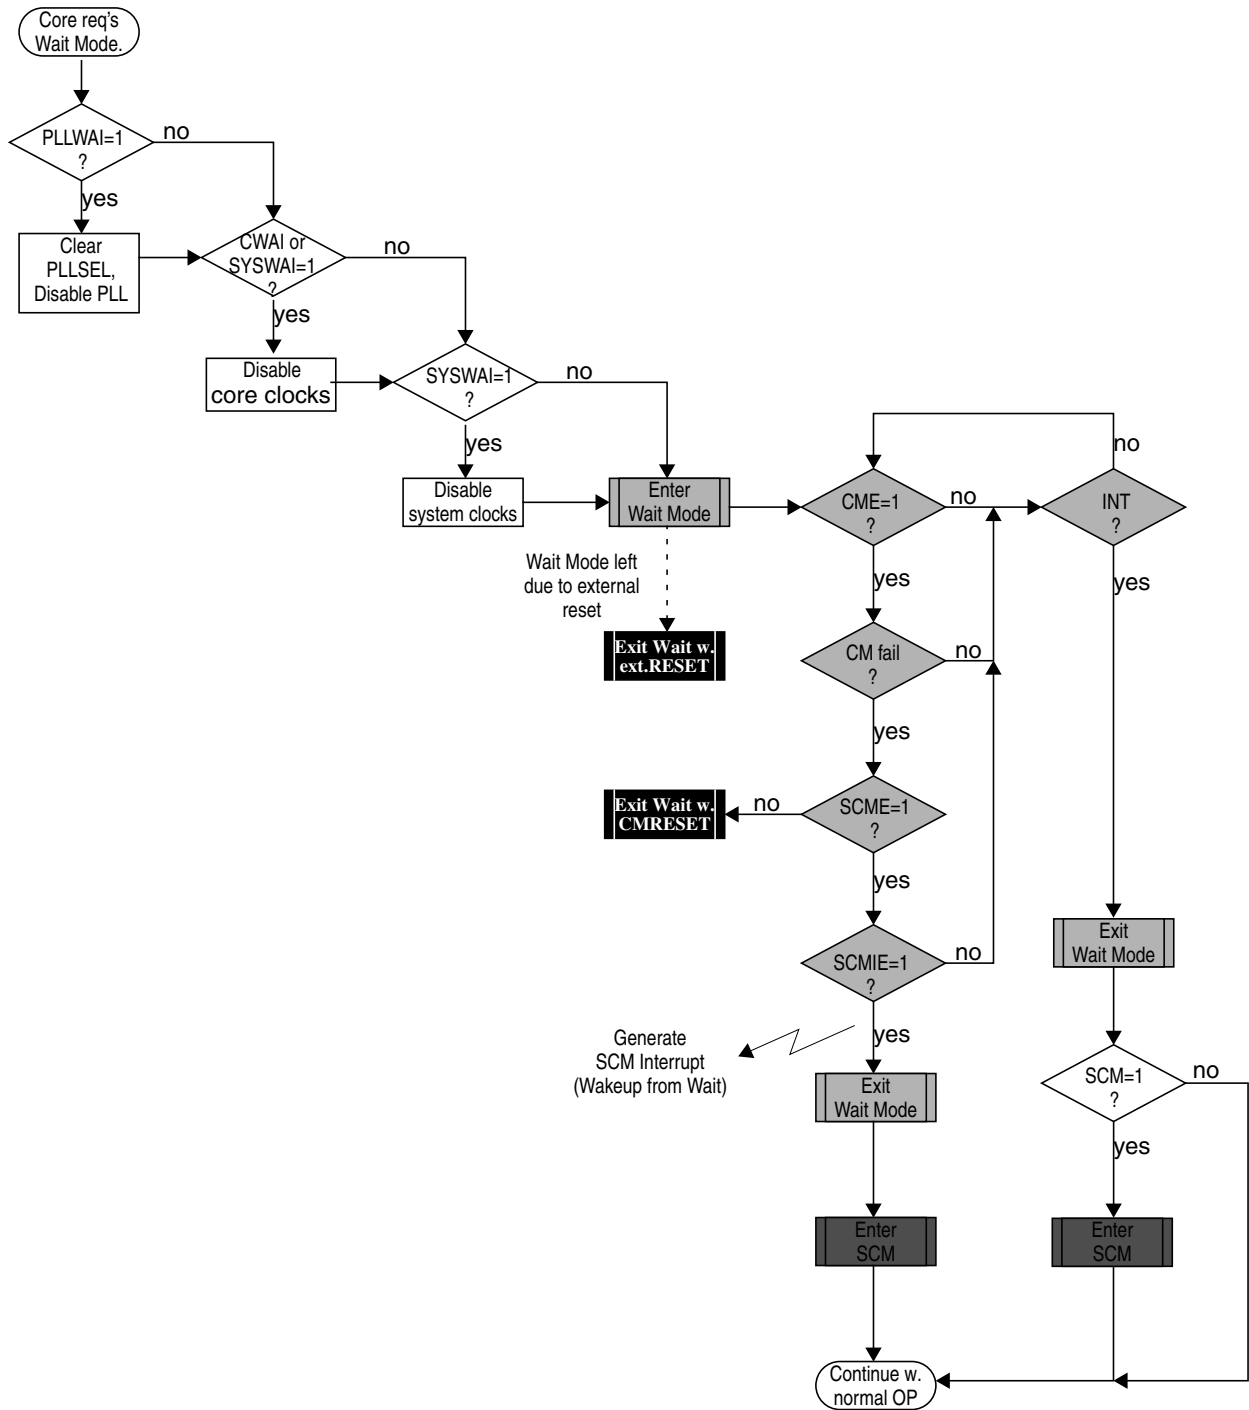 Core req's
Wait Mode.
PLLWAI=1
?
no
yes
Clear
PLLSEL,
Disable PLL
CWAI or
SYSWAI=1
?
no
yes
Disable
core clocks
SYSWAI=1
?
no
yes
Disable
system clocks
Enter
Wait Mode
Wait Mode left
due to external
reset
Exit Wait w.
ext.RESET
CME=1
?
no
yes
INT
?
no
yes
CM fail
?
no
yes
SCME=1
?
no
yes
Exit Wait w.
CMRESET
SCMIE=1
?
no
yes
Generate
SCM Interrupt
(Wakeup from Wait)
Exit
Wait Mode
Enter
SCM
Exit
Wait Mode
SCM=1
?
no
yes
Enter
SCM
Continue w.
normal OP